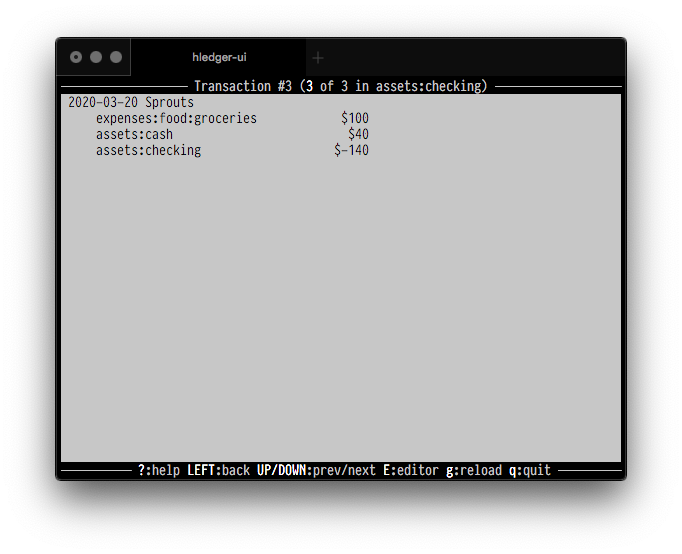 hledger-ui
Transaction #3 (3 of 3 in assets:checking)
2020-03-20 Sprouts
expenses:food:groceries $100
assets:cash $40
assets:checking $-140
?:help LEFT:back UP/DOWN:prev/next E:editor g:reload q:quit